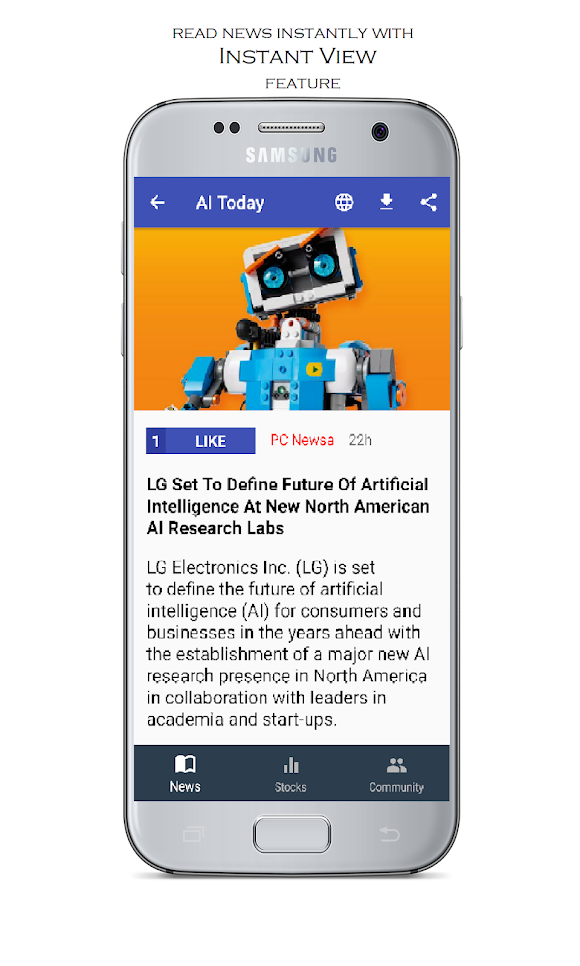 READ NEWS INSTANTLY WITH
INSTANT VIEW
FEATURE
SAMSUNG
AI Today
1 LIKE PC Newsa 22h
LG Set To Define Future Of Artificial
Intelligence At New North American
AI Research Labs
LG Electronics Inc. (LG) is set
to define the future of artificial
intelligence (AI) for consumers and
businesses in the years ahead with
the establishment of a major new AI
research presence in North America
in collaboration with leaders in
academia and start-ups.
News Stocks Community